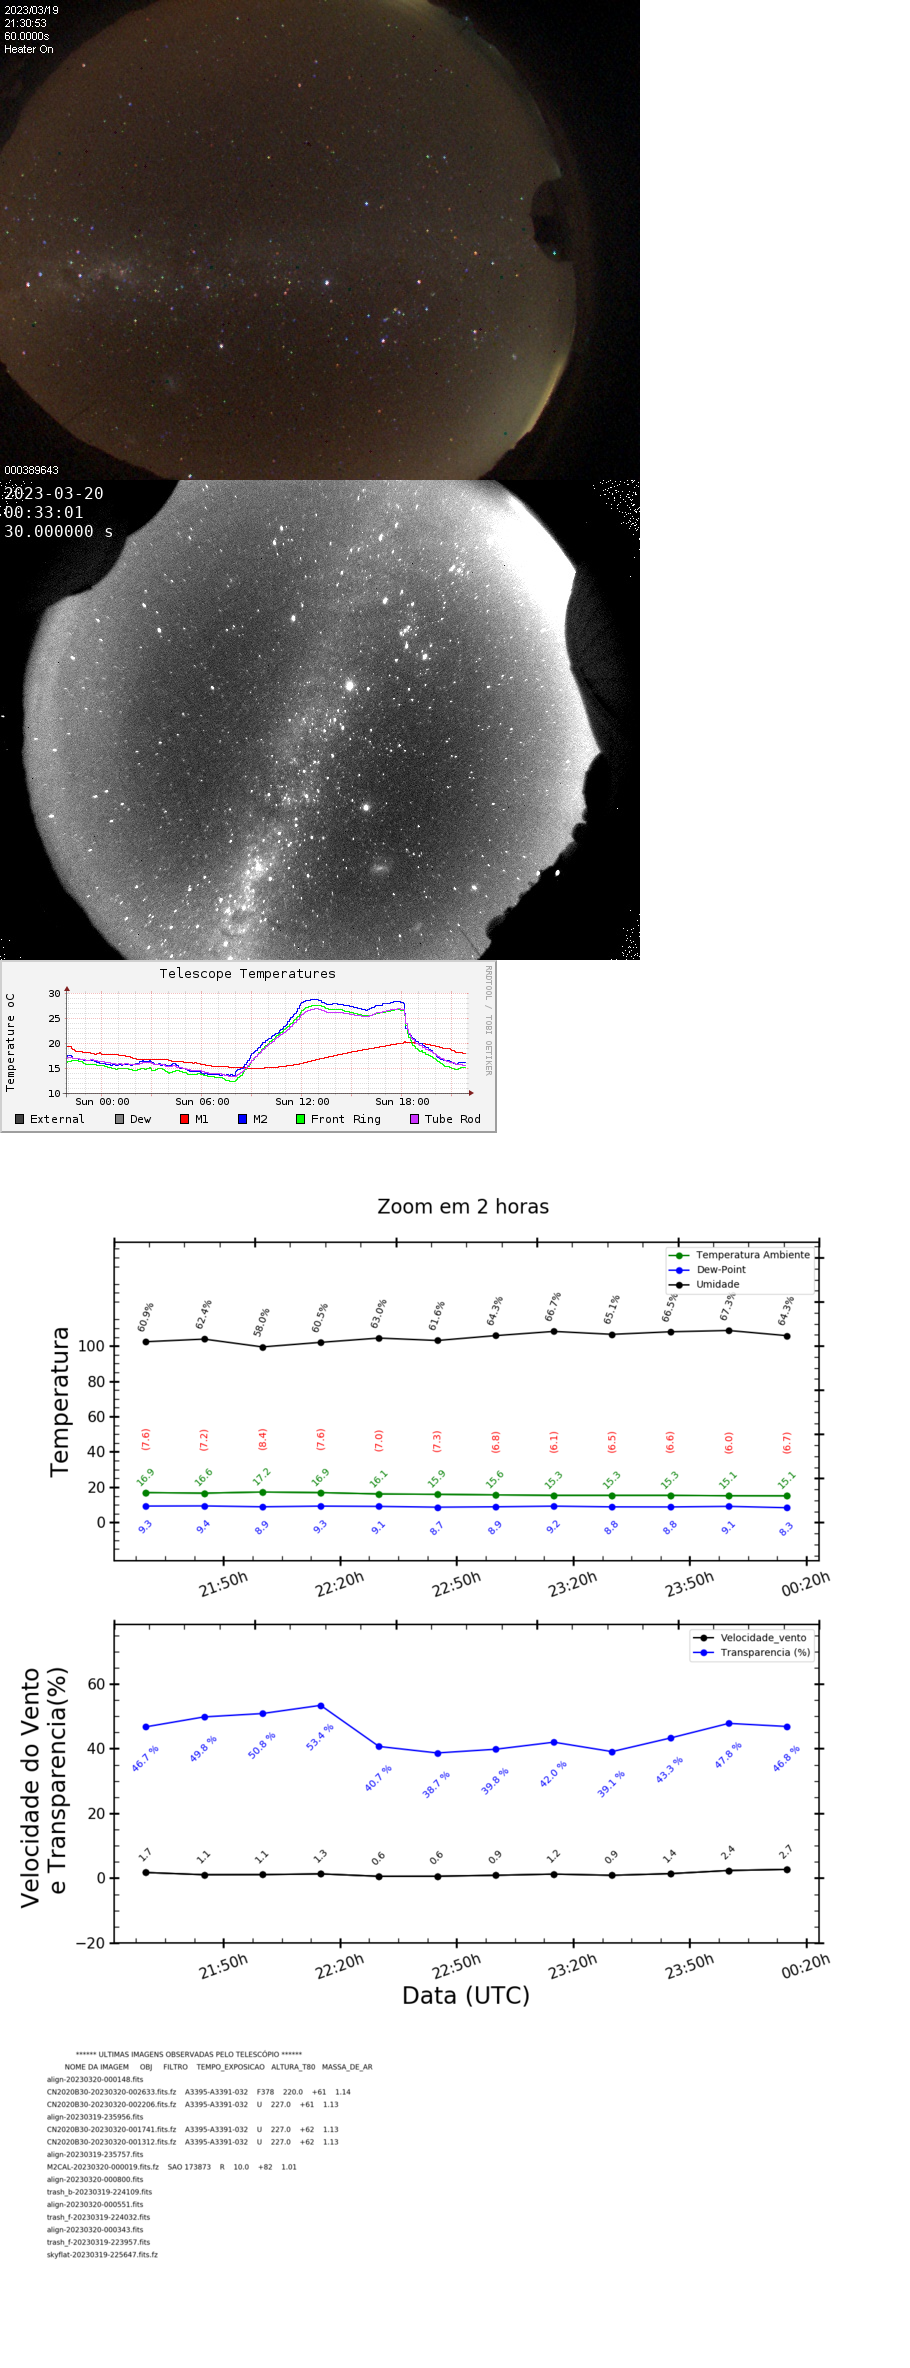 2023/03/19
21:30:53
60.0000s
Heater On
000389643
2023-03-20
00:33:01
30.000000 s
Telescope Temperatures
RRDTOOL / TOBI OETIKER
Temperature oC
30
25
20
15
10
Sun 00:00 Sun 06:00 Sun 12:00 Sun 18:00
External Dew M1 M2 Front Ring Tube Rod
Zoom em 2 horas
Temperatura Ambiente
Dew-Point
Umidade
60.9% 62.4% 58.0% 60.5% 63.0% 61.6% 64.3% 66.7% 65.1% 66.5% 67.3% 64.3%
Temperatura
100
80
60
40
20
0
(7.6) (7.2) (8.4) (7.6) (7.0) (7.3) (6.8) (6.1) (6.5) (6.6) (6.0) (6.7)
16.9 16.6 17.2 16.9 16.1 15.9 15.6 15.3 15.3 15.3 15.1 15.1
9.3 9.4 8.9 9.3 9.1 8.7 8.9 9.2 8.8 8.8 9.1 8.3
21:50h 22:20h 22:50h 23:20h 23:50h 00:20h
Velocidade_vento
Transparencia (%)
Velocidade do Vento
e Transparencia(%)
60
40
20
0
−20
46.7 % 49.8 % 50.8 % 53.4 % 40.7 % 38.7 % 39.8 % 42.0 % 39.1 % 43.3 % 47.8 % 46.8 %
1.7 1.1 1.1 1.3 0.6 0.6 0.9 1.2 0.9 1.4 2.4 2.7
21:50h 22:20h 22:50h 23:20h 23:50h 00:20h
Data (UTC)
****** ULTIMAS IMAGENS OBSERVADAS PELO TELESCÓPIO ******
NOME DA IMAGEM OBJ FILTRO TEMPO_EXPOSICAO ALTURA_T80 MASSA_DE_AR
align-20230320-000148.fits
CN2020B30-20230320-002633.fits.fz A3395-A3391-032 F378 220.0 +61 1.14
CN2020B30-20230320-002206.fits.fz A3395-A3391-032 U 227.0 +61 1.13
align-20230319-235956.fits
CN2020B30-20230320-001741.fits.fz A3395-A3391-032 U 227.0 +62 1.13
CN2020B30-20230320-001312.fits.fz A3395-A3391-032 U 227.0 +62 1.13
align-20230319-235757.fits
M2CAL-20230320-000019.fits.fz SAO 173873 R 10.0 +82 1.01
align-20230320-000800.fits
trash_b-20230319-224109.fits
align-20230320-000551.fits
trash_f-20230319-224032.fits
align-20230320-000343.fits
trash_f-20230319-223957.fits
skyflat-20230319-225647.fits.fz